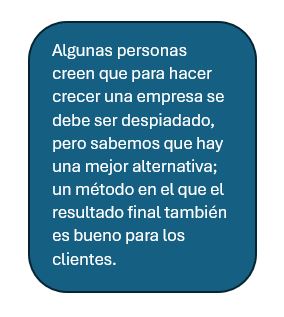 Algunas personas
creen que para hacer
crecer una empresa se
debe ser despiadado,
pero sabemos que hay
una mejor alternativa;
un método en el que el
resultado final también
es bueno para los
clientes.